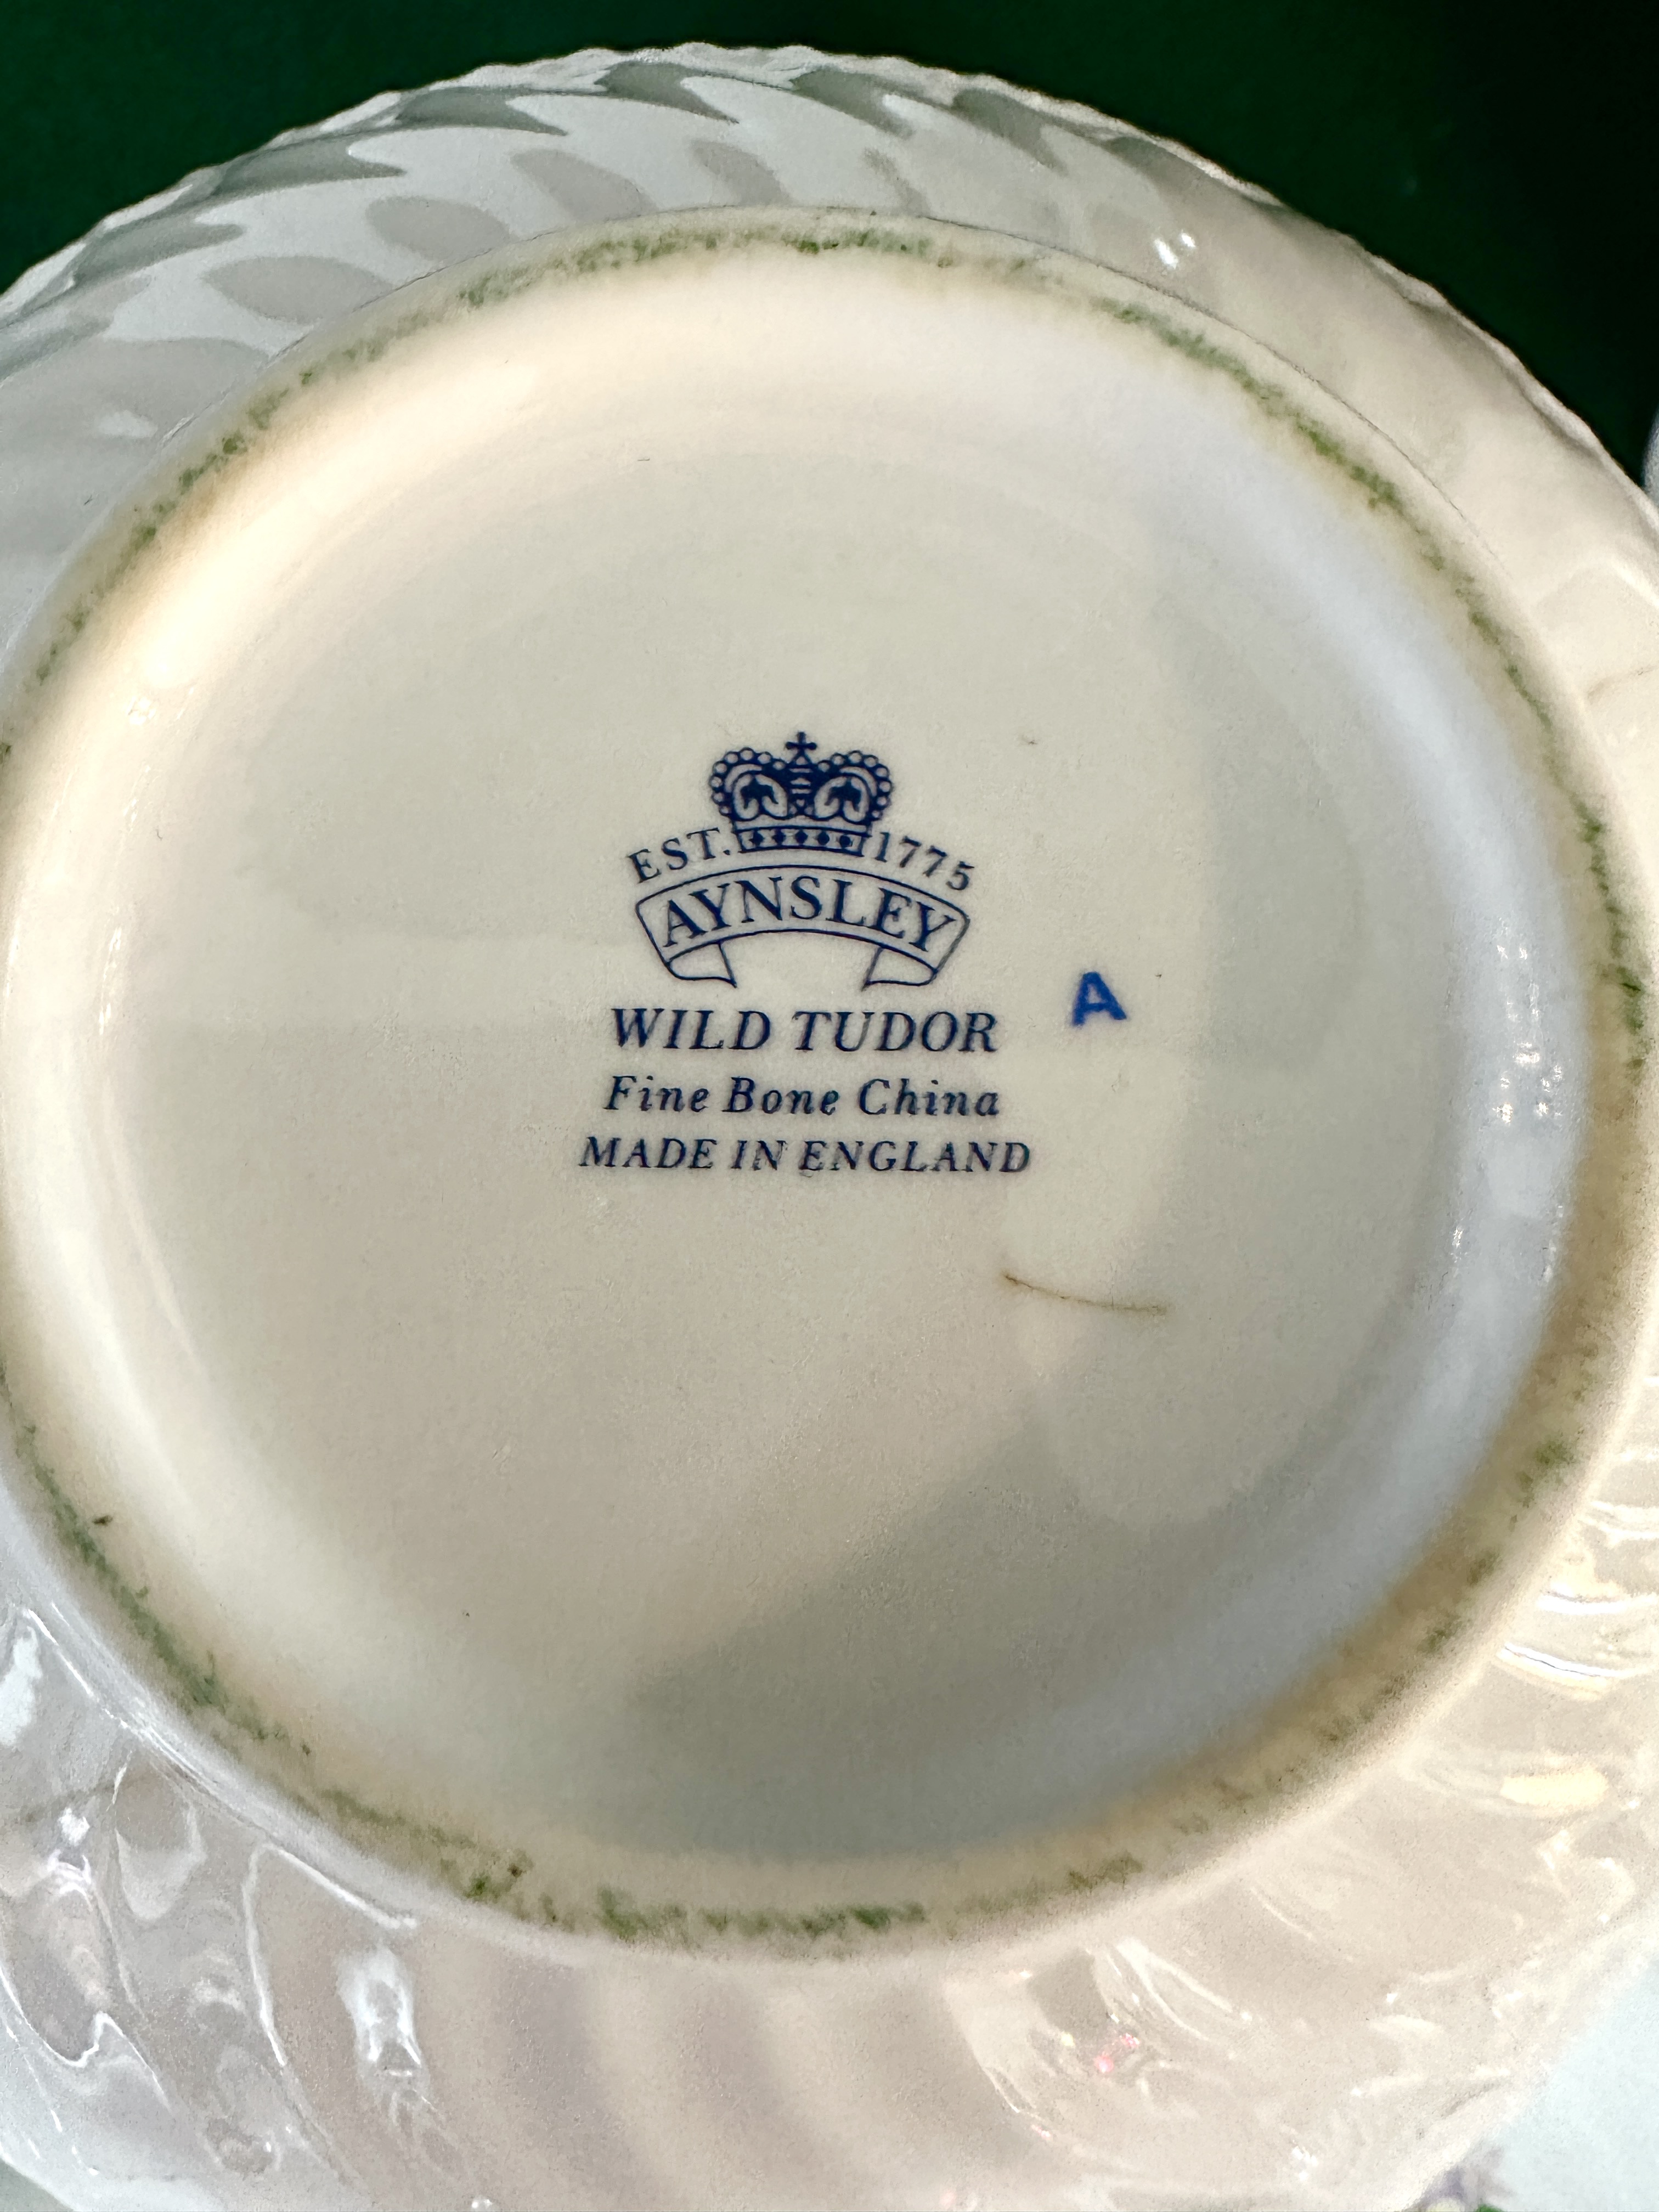 EST. 1775
AYNSLEY
WILD TUDOR
A
Fine Bone China
MADE IN ENGLAND